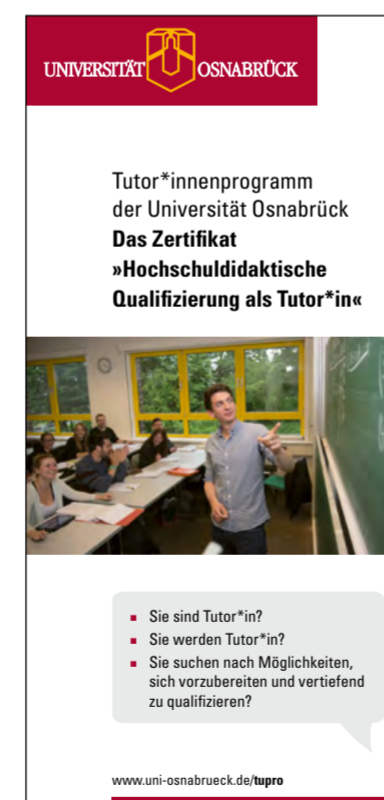 UNIVERSITÄT OSNABRÜCK
Tutor*innenprogramm
der Universität Osnabrück
Das Zertifikat
»Hochschuldidaktische
Qualifizierung als Tutor*in«
Sie sind Tutor*in?
Sie werden Tutor*in?
Sie suchen nach Möglichkeiten,
sich vorzubereiten und vertiefend
zu qualifizieren?
www.uni-osnabrueck.de/tupro